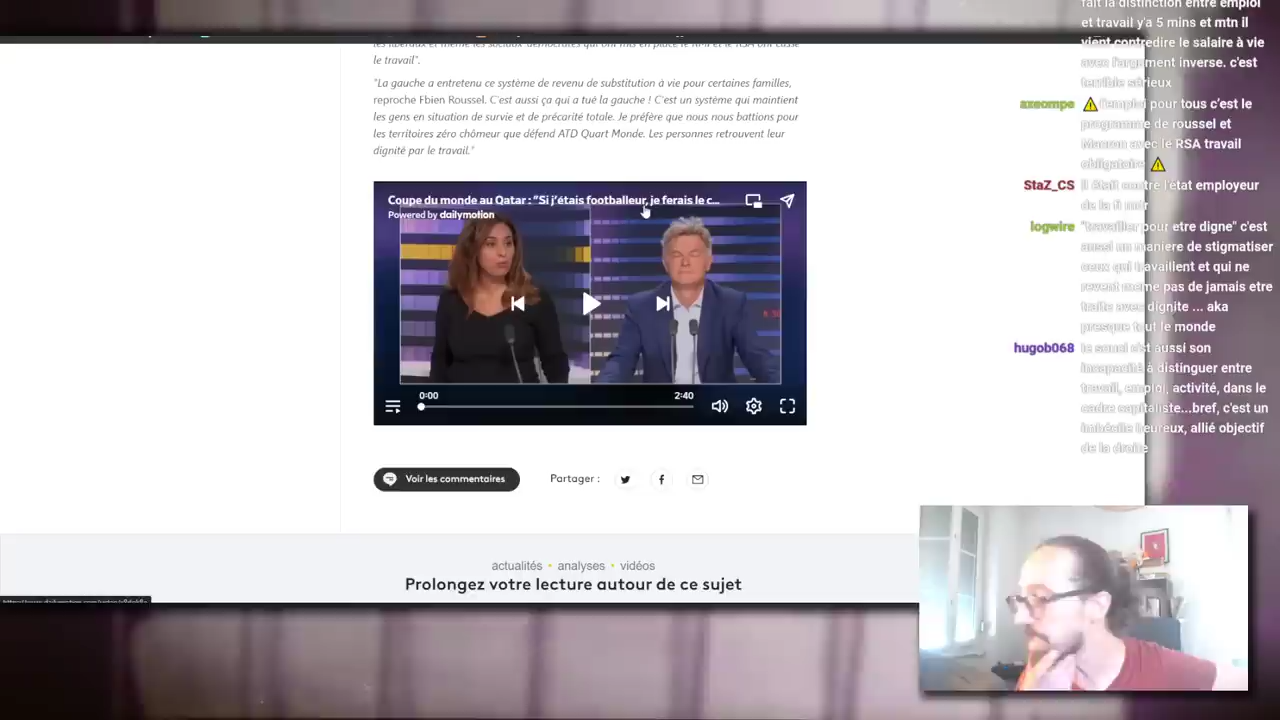 les libéraux et même les sociaux-démocrates qui ont mis en place le RMI et le RSA ont cassé
le travail".
"La gauche a entretenu ce système de revenu de substitution à vie pour certaines familles,
reproche Fbien Roussel. C'est aussi ça qui a tué la gauche ! C'est un système qui maintient
les gens en situation de survie et de précarité totale. Je préfère que nous nous battions pour
les territoires zéro chômeur que défend ATD Quart Monde. Les personnes retrouvent leur
dignité par le travail."
Coupe du monde au Qatar : "Si j'étais footballeur, je ferais le c...
Powered by dailymotion
0:00
2:40
Voir les commentaires
Partager :
actualités • analyses • vidéos
Prolongez votre lecture autour de ce sujet
fait la distinction entre emploi
et travail y'a 5 mins et mtn il
vient contredire le salaire à vie
avec l'argument inverse. c'est
terrible sérieux
axeompe ⚠ l'emploi pour tous c'est le
programme de roussel et
Macron avec le RSA travail
obligatoire ⚠
StaZ_CS Il était contre l'état employeur
de la fi mdr
logwire "travailler pour etre digne" c'est
aussi un maniere de stigmatiser
ceux qui travaillent et qui ne
revent meme pas de jamais etre
traite avec dignite ... aka
presque tout le monde
hugob068 le souci c'est aussi son
incapacité à distinguer entre
travail, emploi, activité, dans le
cadre capitaliste...bref, c'est un
imbécile heureux, allié objectif
de la droite